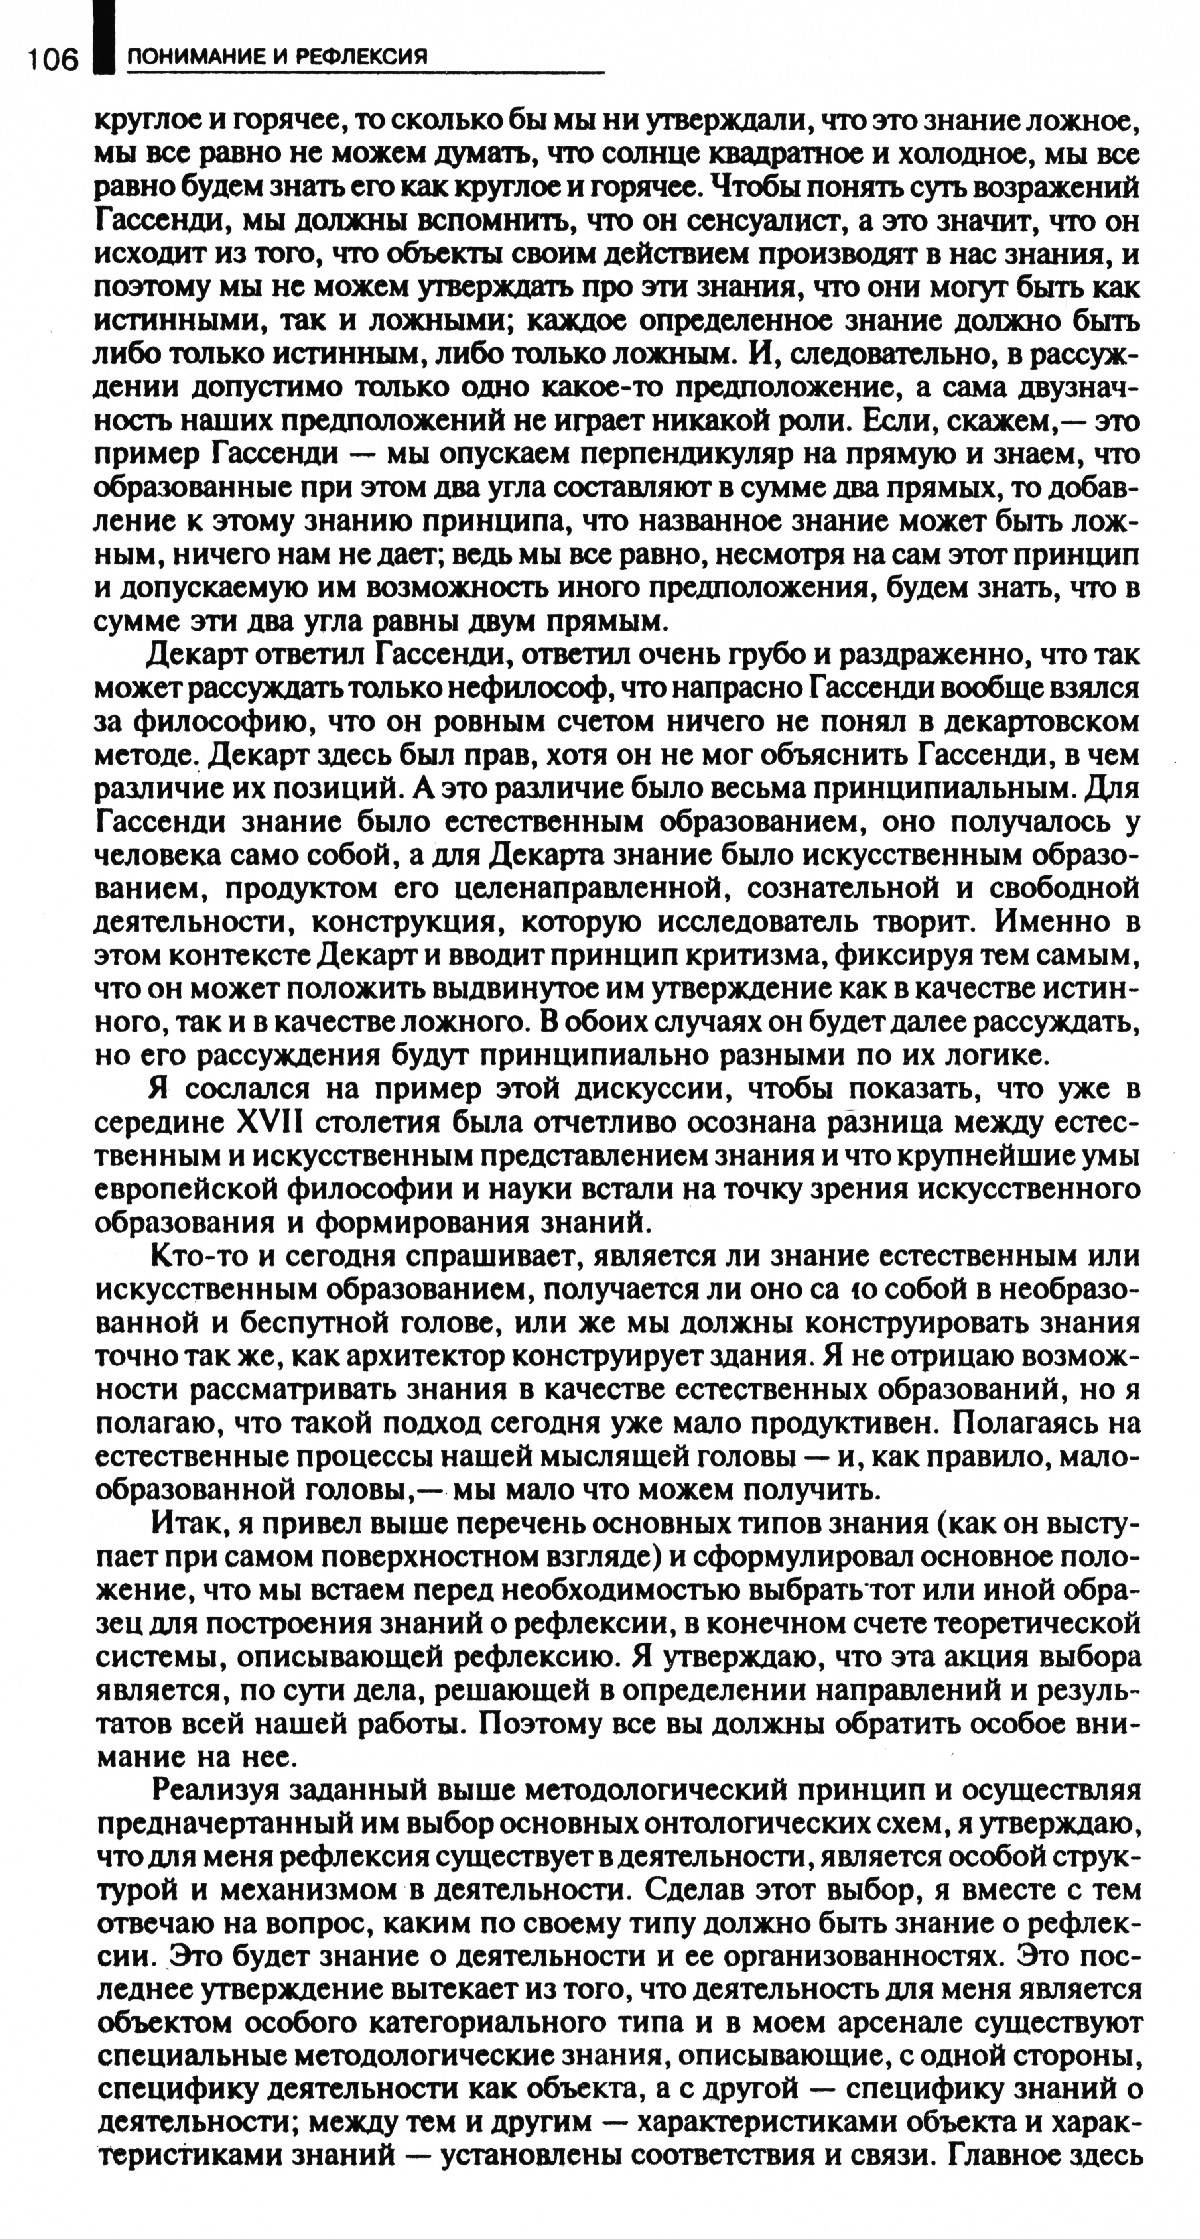 106 ПОНИМАНИЕ И РЕФЛЕКСИЯ
круглое и горячее, то сколько бы мы ни утверждали, что это знание ложное,
мы все равно не можем думать, что солнце квадратное и холодное, мы все
равно будем знать его как круглое и горячее. Чтобы понять суть возражений
Гассенди, мы должны вспомнить, что он сенсуалист, а это значит, что он
исходит из того, что объекты своим действием производят в нас знания, и
поэтому мы не можем утверждать про эти знания, что они могут быть как
истинными, так и ложными; каждое определенное знание должно быть
либо только истинным, либо только ложным. И, следовательно, в рассуж-
дении допустимо только одно какое-то предположение, а сама двузнач-
ность наших предположений не играет никакой роли. Если, скажем,— это
пример Гассенди — мы опускаем перпендикуляр на прямую и знаем, что
образованные при этом два угла составляют в сумме два прямых, то добав-
ление к этому знанию принципа, что названное знание может быть лож-
ным, ничего нам не дает; ведь мы все равно, несмотря на сам этот принцип
и допускаемую им возможность иного предположения, будем знать, что в
сумме эти два угла равны двум прямым.
Декарт ответил Гассенди, ответил очень грубо и раздраженно, что так
может рассуждать только нефилософ, что напрасно Гассенди вообще взялся
за философию, что он ровным счетом ничего не понял в декартовском
методе. Декарт здесь был прав, хотя он не мог объяснить Гассенди, в чем
различие их позиций. А это различие было весьма принципиальным. Для
Гассенди знание было естественным образованием, оно получалось у
человека само собой, а для Декарта знание было искусственным образо-
ванием, продуктом его целенаправленной, сознательной и свободной
деятельности, конструкция, которую исследователь творит. Именно в
этом контексте Декарт и вводит принцип критизма, фиксируя тем самым,
что он может положить выдвинутое им утверждение как в качестве истин-
ного, так и в качестве ложного. В обоих случаях он будет далее рассуждать,
но его рассуждения будут принципиально разными по их логике.
Я сослался на пример этой дискуссии, чтобы показать, что уже в
середине XVII столетия была отчетливо осознана разница между естес-
твенным и искусственным представлением знания и что крупнейшие умы
европейской философии и науки встали на точку зрения искусственного
образования и формирования знаний.
Кто-то и сегодня спрашивает, является ли знание естественным или
искусственным образованием, получается ли оно са о собой в необразо-
ванной и беспутной голове, или же мы должны конструировать знания
точно так же, как архитектор конструирует здания. Я не отрицаю возмож-
ности рассматривать знания в качестве естественных образований, но я
полагаю, что такой подход сегодня уже мало продуктивен. Полагаясь на
естественные процессы нашей мыслящей головы — и, как правило, мало-
образованной головы,— мы мало что можем получить.
Итак, я привел выше перечень основных типов знания (как он высту-
пает при самом поверхностном взгляде) и сформулировал основное поло-
жение, что мы встаем перед необходимостью выбрать тот или иной обра-
зец для построения знаний о рефлексии, в конечном счете теоретической
системы, описывающей рефлексию. Я утверждаю, что эта акция выбора
является, по сути дела, решающей в определении направлений и резуль-
татов всей нашей работы. Поэтому все вы должны обратить особое вни-
мание на нее.
Реализуя заданный выше методологический принцип и осуществляя
предначертанный им выбор основных онтологических схем, я утверждаю,
что для меня рефлексия существует в деятельности, является особой струк-
турой и механизмом в деятельности. Сделав этот выбор, я вместе с тем
отвечаю на вопрос, каким по своему типу должно быть знание о рефлек-
сии. Это будет знание о деятельности и ее организованностях. Это пос-
леднее утверждение вытекает из того, что деятельность для меня является
объектом особого категориального типа и в моем арсенале существуют
специальные методологические знания, описывающие, с одной стороны,
специфику деятельности как объекта, а с другой — специфику знаний о
деятельности; между тем и другим — характеристиками объекта и харак-
теристиками знаний — установлены соответствия и связи. Главное здесь